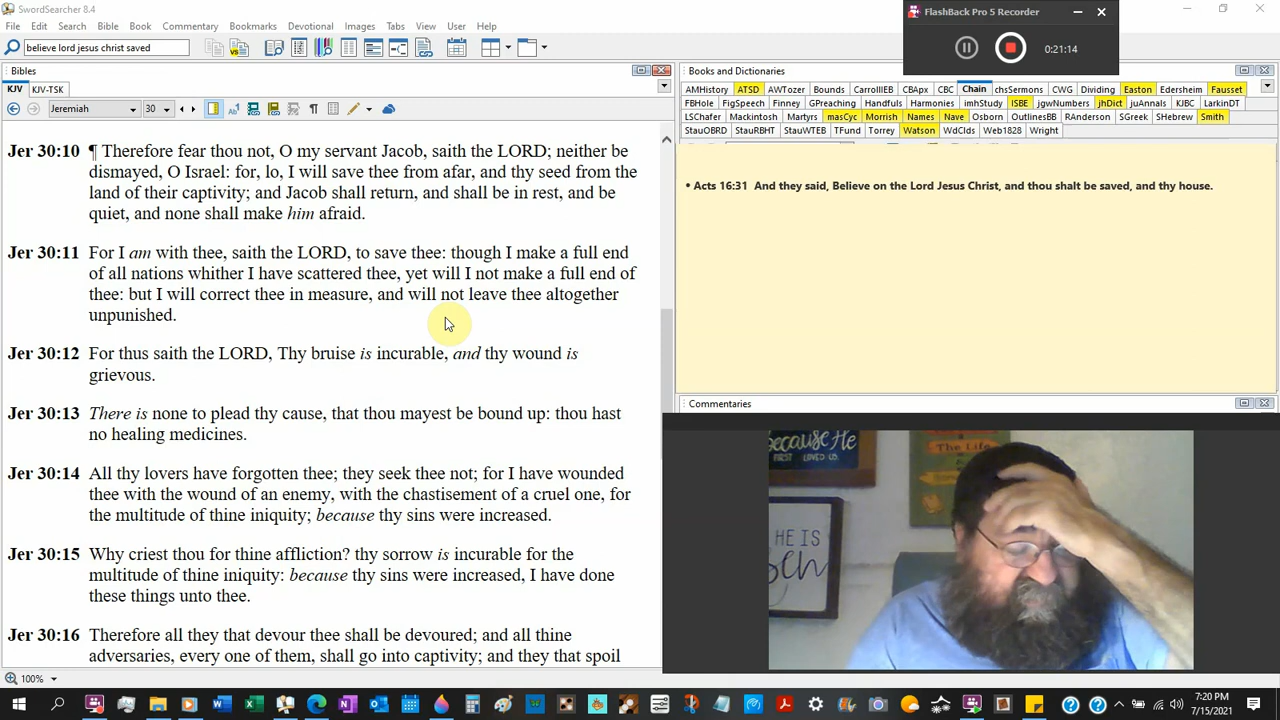 SwordSearcher 8.4
File Edit Search Bible Book Commentary Bookmarks Devotional Images Tabs View User Help
believe lord jesus christ saved
VS
FlashBack Pro 5 Recorder
0:21:14
Bibles
KJV KJV-TSK
Jeremiah 30
Jer 30:10 ¶ Therefore fear thou not, O my servant Jacob, saith the LORD; neither be
dismayed, O Israel: for, lo, I will save thee from afar, and thy seed from the
land of their captivity; and Jacob shall return, and shall be in rest, and be
quiet, and none shall make him afraid.
Jer 30:11 For I am with thee, saith the LORD, to save thee: though I make a full end
of all nations whither I have scattered thee, yet will I not make a full end of
thee: but I will correct thee in measure, and will not leave thee altogether
unpunished.
Jer 30:12 For thus saith the LORD, Thy bruise is incurable, and thy wound is
grievous.
Jer 30:13 There is none to plead thy cause, that thou mayest be bound up: thou hast
no healing medicines.
Jer 30:14 All thy lovers have forgotten thee; they seek thee not; for I have wounded
thee with the wound of an enemy, with the chastisement of a cruel one, for
the multitude of thine iniquity; because thy sins were increased.
Jer 30:15 Why criest thou for thine affliction? thy sorrow is incurable for the
multitude of thine iniquity: because thy sins were increased, I have done
these things unto thee.
Jer 30:16 Therefore all they that devour thee shall be devoured; and all thine
adversaries, every one of them, shall go into captivity; and they that spoil
100%
Books and Dictionaries
AMHistory ATSD AWTozer Bounds CarrollEB CBApx CBC Chain chsSermons CWG Dividing Easton Edersheim Fausset
FBHole FigSpeech Finney GPreaching Handfuls Harmonies imhStudy ISBE jgwNumbers jhDict juAnnals KJBC LarkinDT
LSChafer Mackintosh Martyrs masCyc Morrish Names Nave Osborn OutlinesBB RAnderson SGreek SHebrew Smith
StauOBRD StauRBHT StauWTEB TFund Torrey Watson WdClds Web1828 Wright
• Acts 16:31 And they said, Believe on the Lord Jesus Christ, and thou shalt be saved, and thy house.
Commentaries
because He
FIRST LOVED US.
The
Life
HE IS
7:20 PM
7/15/2021